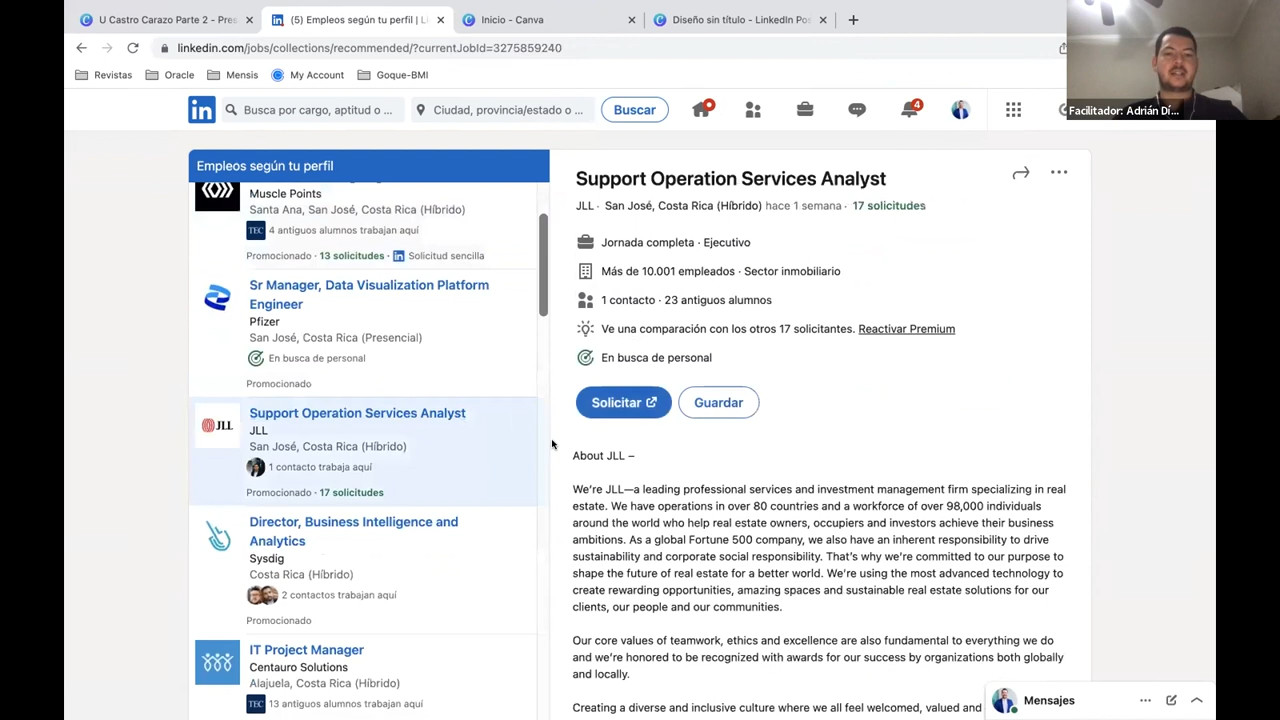 U Castro Carazo Parte 2 - Pres
(5) Empleos según tu perfil | Li
Inicio - Canva
Diseño sin título - LinkedIn Pos
linkedin.com/jobs/collections/recommended/?currentJobId=3275859240
Revistas
Oracle
Mensis
My Account
Goque-BMI
Facilitador: Adrián Dí...
in
Busca por cargo, aptitud o ...
Ciudad, provincia/estado o ...
Buscar
4
Empleos según tu perfil
Muscle Points
Santa Ana, San José, Costa Rica (Híbrido)
TEC 4 antiguos alumnos trabajan aquí
Promocionado · 13 solicitudes · in Solicitud sencilla
Sr Manager, Data Visualization Platform
Engineer
Pfizer
San José, Costa Rica (Presencial)
En busca de personal
Promocionado
JLL
Support Operation Services Analyst
JLL
San José, Costa Rica (Híbrido)
1 contacto trabaja aquí
Promocionado · 17 solicitudes
Director, Business Intelligence and
Analytics
Sysdig
Costa Rica (Híbrido)
2 contactos trabajan aquí
Promocionado
IT Project Manager
Centauro Solutions
Alajuela, Costa Rica (Híbrido)
TEC 13 antiguos alumnos trabajan aquí
Support Operation Services Analyst
JLL · San José, Costa Rica (Híbrido) hace 1 semana · 17 solicitudes
Jornada completa · Ejecutivo
Más de 10.001 empleados · Sector inmobiliario
1 contacto · 23 antiguos alumnos
Ve una comparación con los otros 17 solicitantes. Reactivar Premium
En busca de personal
Solicitar
Guardar
About JLL –
We're JLL—a leading professional services and investment management firm specializing in real
estate. We have operations in over 80 countries and a workforce of over 98,000 individuals
around the world who help real estate owners, occupiers and investors achieve their business
ambitions. As a global Fortune 500 company, we also have an inherent responsibility to drive
sustainability and corporate social responsibility. That's why we're committed to our purpose to
shape the future of real estate for a better world. We're using the most advanced technology to
create rewarding opportunities, amazing spaces and sustainable real estate solutions for our
clients, our people and our communities.
Our core values of teamwork, ethics and excellence are also fundamental to everything we do
and we're honored to be recognized with awards for our success by organizations both globally
and locally.
Creating a diverse and inclusive culture where we all feel welcomed, valued and
Mensajes